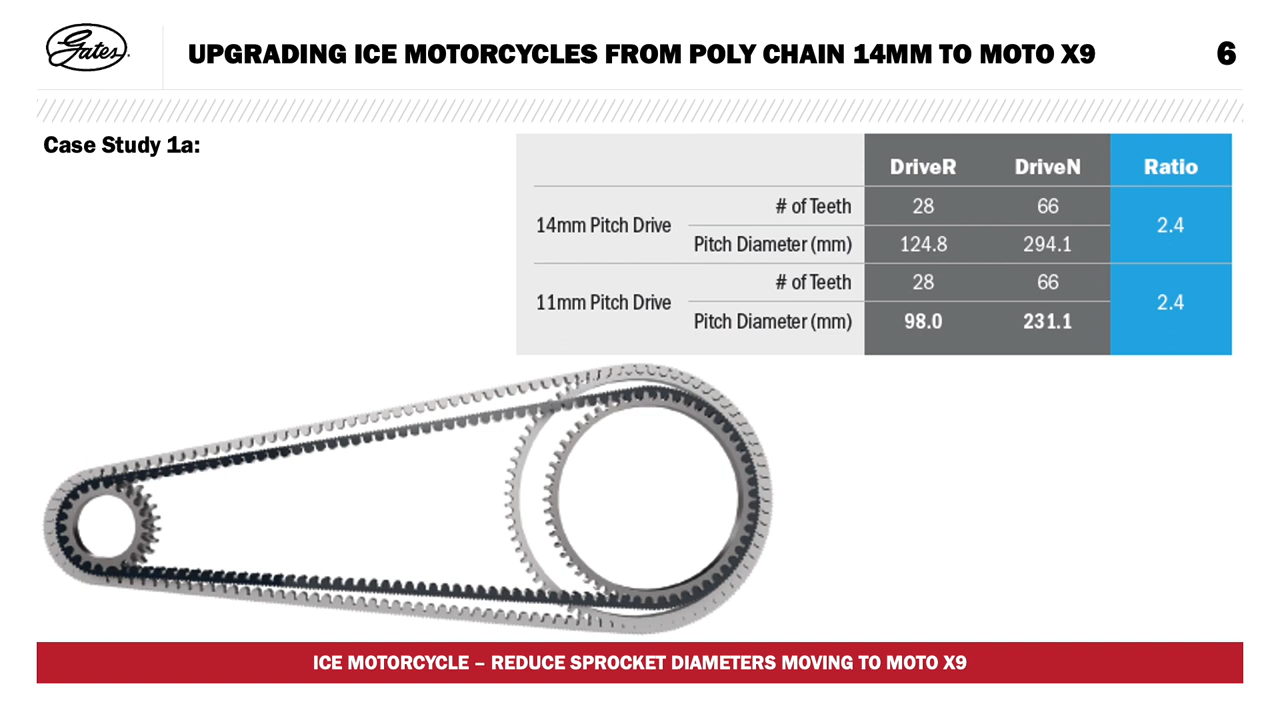 Gates
UPGRADING ICE MOTORCYCLES FROM POLY CHAIN 14MM TO MOTO X9
6
Case Study 1a:
DriveR DriveN Ratio
14mm Pitch Drive # of Teeth 28 66 2.4
Pitch Diameter (mm) 124.8 294.1
11mm Pitch Drive # of Teeth 28 66 2.4
Pitch Diameter (mm) 98.0 231.1
ICE MOTORCYCLE – REDUCE SPROCKET DIAMETERS MOVING TO MOTO X9